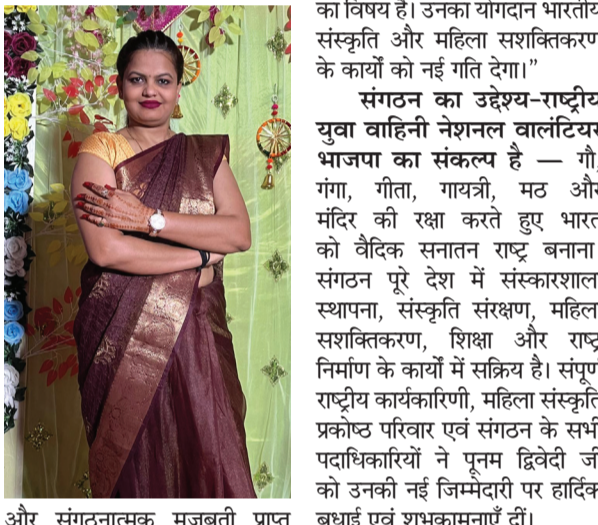 का विषय है। उनका योगदान भारतीय
संस्कृति और महिला सशक्तिकरण
के कार्यों को नई गति देगा।”
संगठन का उद्देश्य-राष्ट्रीय
युवा वाहिनी नेशनल वालंटियर
भाजपा का संकल्प है — गौ,
गंगा, गीता, गायत्री, मठ और
मंदिर की रक्षा करते हुए भारत
को वैदिक सनातन राष्ट्र बनाना
संगठन पूरे देश में संस्कारशाला
स्थापना, संस्कृति संरक्षण, महिला
सशक्तिकरण, शिक्षा और राष्ट्र
निर्माण के कार्यों में सक्रिय है। संपूर्ण
राष्ट्रीय कार्यकारिणी, महिला संस्कृति
प्रकोष्ठ परिवार एवं संगठन के सभी
पदाधिकारियों ने पूनम द्विवेदी जी
को उनकी नई जिम्मेदारी पर हार्दिक
बधाई एवं शुभकामनाएँ दीं।
और संगठनात्मक मजबूती प्राप्त